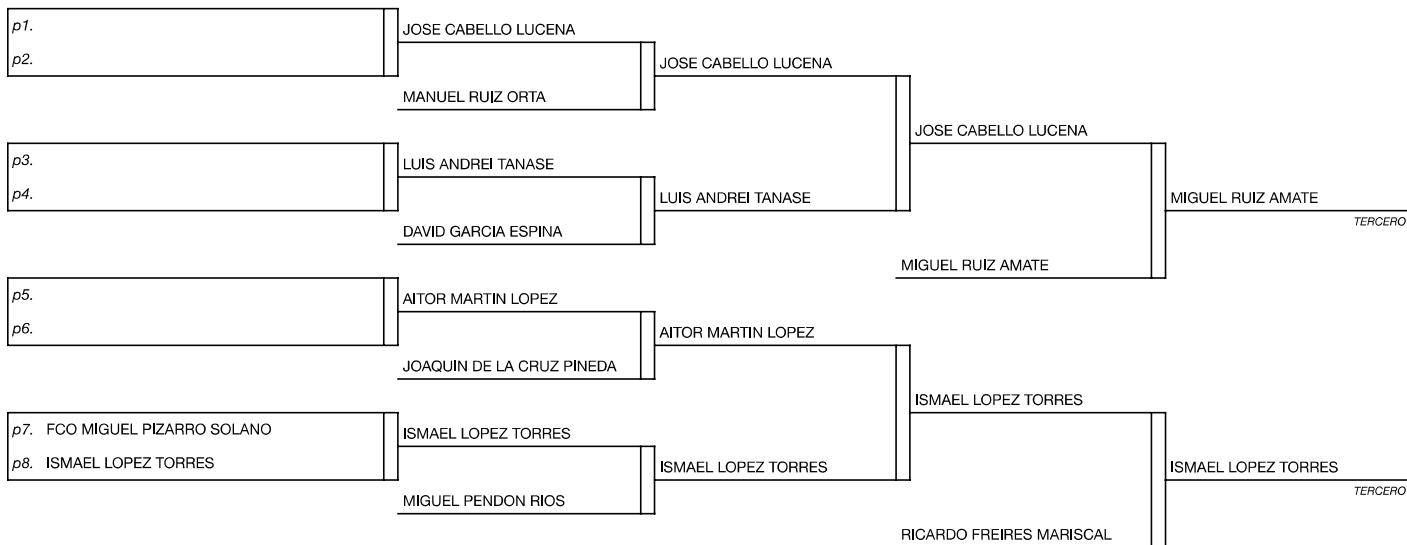 p1.
JOSE CABELLO LUCENA
p2.
JOSE CABELLO LUCENA
MANUEL RUIZ ORTA
JOSE CABELLO LUCENA
p3.
LUIS ANDREI TANASE
p4.
LUIS ANDREI TANASE
MIGUEL RUIZ AMATE
TERCERO
DAVID GARCIA ESPINA
MIGUEL RUIZ AMATE
p5.
AITOR MARTIN LOPEZ
p6.
AITOR MARTIN LOPEZ
JOAQUIN DE LA CRUZ PINEDA
ISMAEL LOPEZ TORRES
p7. FCO MIGUEL PIZARRO SOLANO
ISMAEL LOPEZ TORRES
p8. ISMAEL LOPEZ TORRES
ISMAEL LOPEZ TORRES
ISMAEL LOPEZ TORRES
TERCERO
MIGUEL PENDON RIOS
RICARDO FREIRES MARISCAL